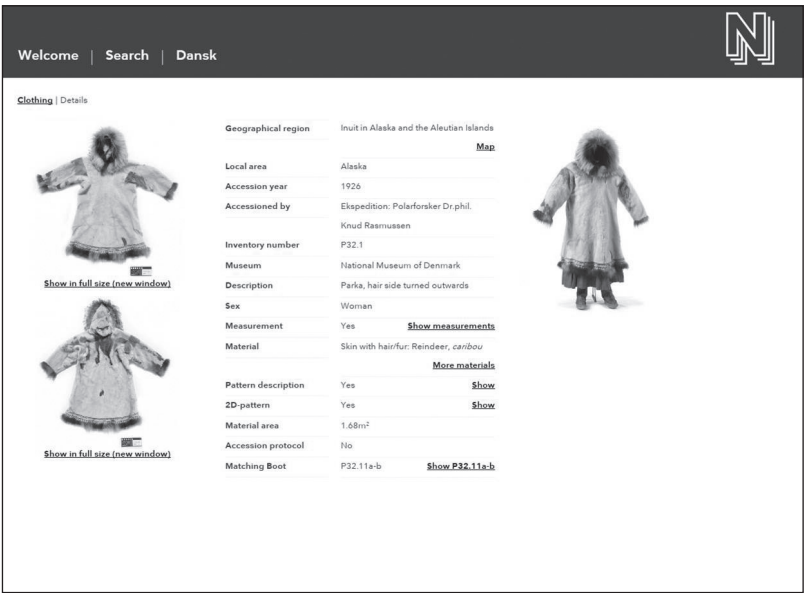 Welcome | Search | Dansk
Clothing | Details
Show in full size (new window)
Show in full size (new window)
Geographical region Inuit in Alaska and the Aleutian Islands
Map
Local area Alaska
Accession year 1926
Accessioned by Ekspedition: Polarforsker Dr.phil.
Knud Rasmussen
Inventory number P32.1
Museum National Museum of Denmark
Description Parka, hair side turned outwards
Sex Woman
Measurement Yes Show measurements
Material Skin with hair/fur: Reindeer, caribou
More materials
Pattern description Yes Show
2D-pattern Yes Show
Material area 1.68m²
Accession protocol No
Matching Boot P32.11a-b Show P32.11a-b